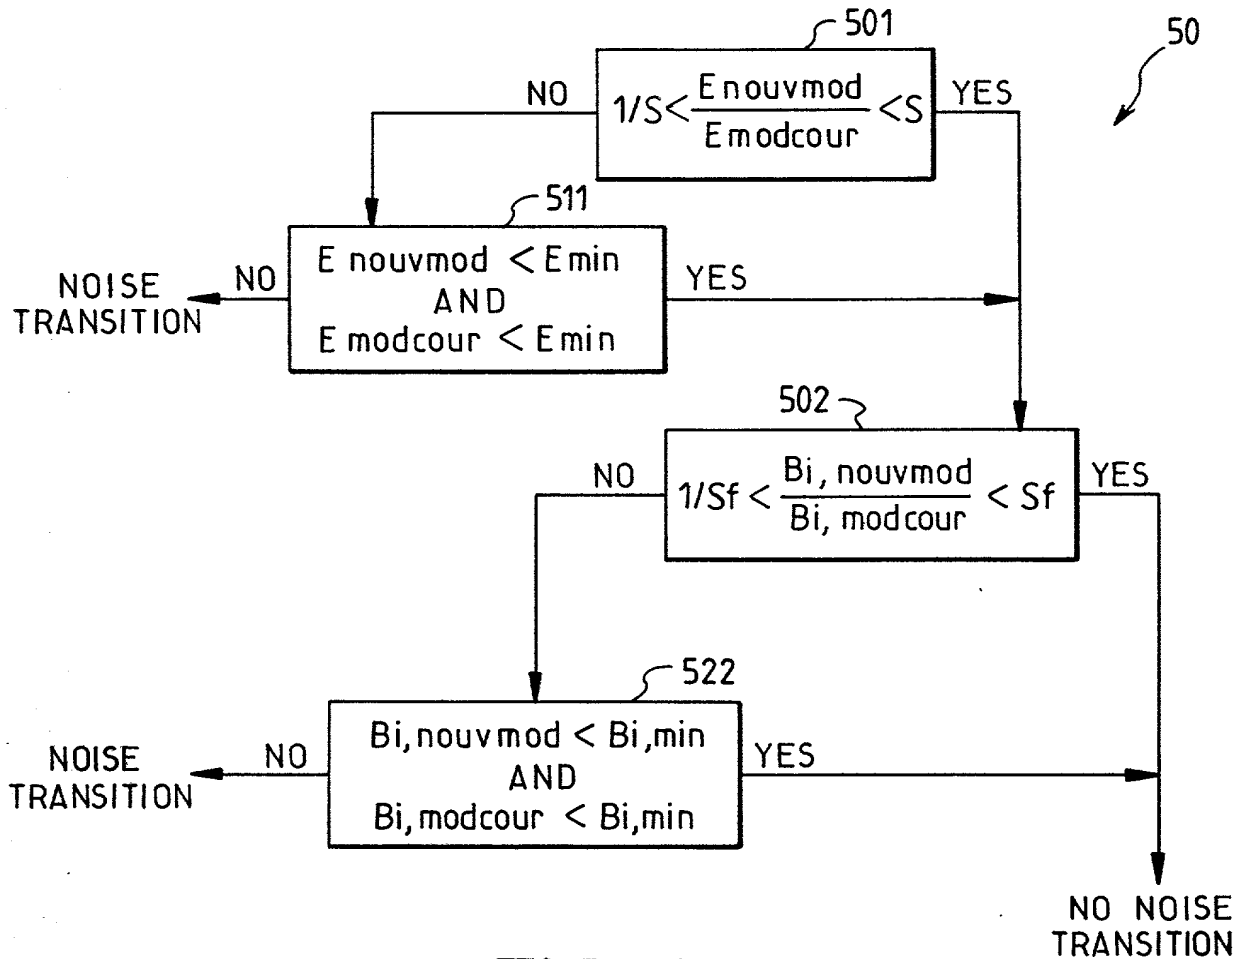 501
50
NO
1/S < E nouvmod / E modcour < S
YES
511
NO
E nouvmod < Emin
AND
E modcour < Emin
YES
NOISE
TRANSITION
502
NO
1/Sf < Bi, nouvmod / Bi, modcour < Sf
YES
522
NO
Bi,nouvmod < Bi,min
AND
Bi,modcour < Bi,min
YES
NOISE
TRANSITION
NO NOISE
TRANSITION